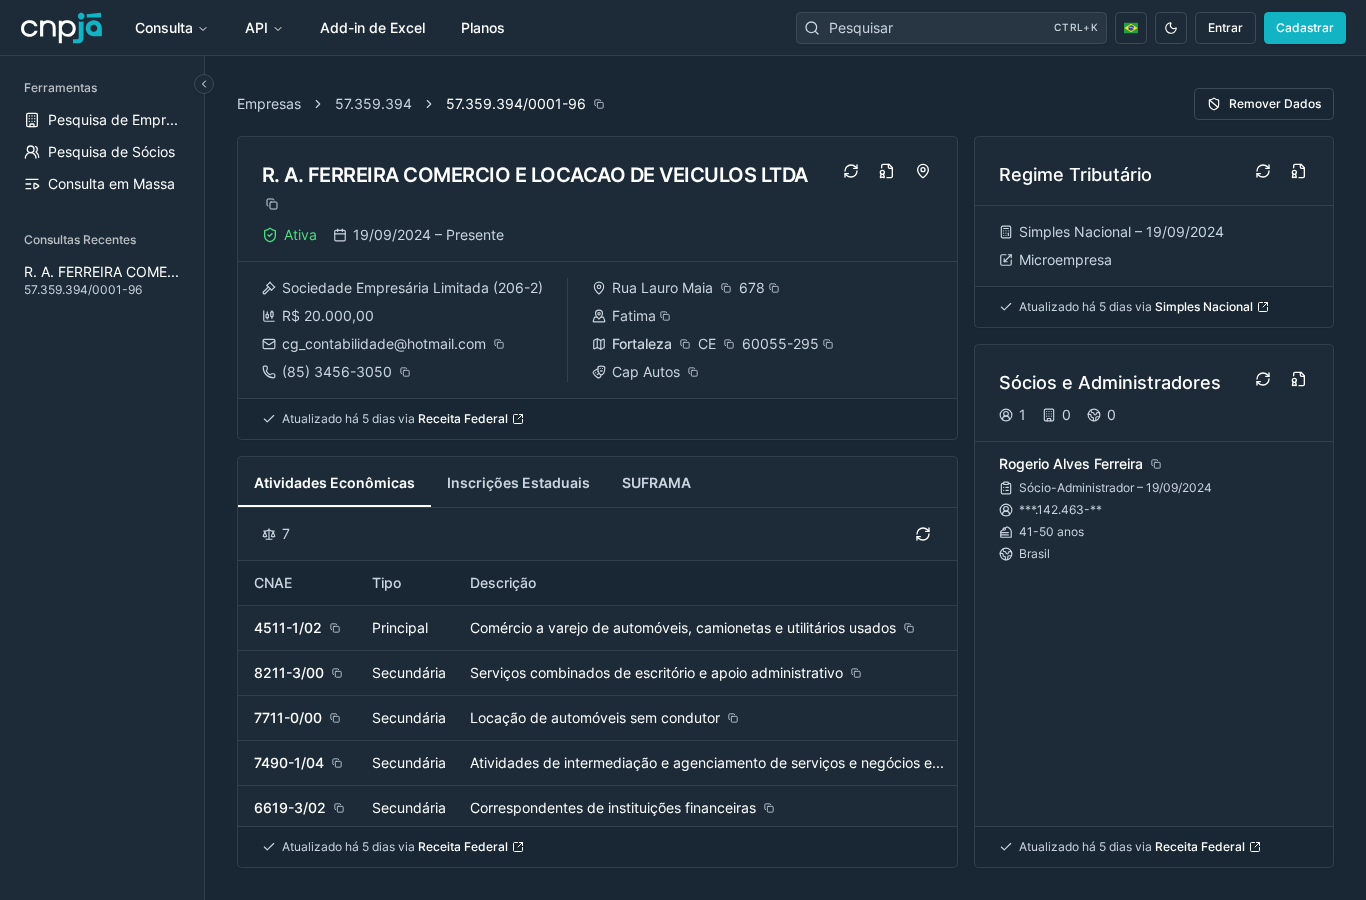 cnpjá
Consulta
API
Add-in de Excel
Planos
Pesquisar
CTRL+K
Entrar
Cadastrar
Ferramentas
Pesquisa de Empr...
Pesquisa de Sócios
Consulta em Massa
Consultas Recentes
R. A. FERREIRA COME...
57.359.394/0001-96
Empresas > 57.359.394 > 57.359.394/0001-96
Remover Dados
R. A. FERREIRA COMERCIO E LOCACAO DE VEICULOS LTDA
Ativa 19/09/2024 – Presente
Sociedade Empresária Limitada (206-2)
R$ 20.000,00
cg_contabilidade@hotmail.com
(85) 3456-3050
Rua Lauro Maia 678
Fatima
Fortaleza CE 60055-295
Cap Autos
Atualizado há 5 dias via Receita Federal
Regime Tributário
Simples Nacional – 19/09/2024
Microempresa
Atualizado há 5 dias via Simples Nacional
Sócios e Administradores
1 0 0
Rogerio Alves Ferreira
Sócio-Administrador – 19/09/2024
***.142.463-**
41-50 anos
Brasil
Atualizado há 5 dias via Receita Federal
Atividades Econômicas Inscrições Estaduais SUFRAMA
7
CNAE Tipo Descrição
4511-1/02 Principal Comércio a varejo de automóveis, camionetas e utilitários usados
8211-3/00 Secundária Serviços combinados de escritório e apoio administrativo
7711-0/00 Secundária Locação de automóveis sem condutor
7490-1/04 Secundária Atividades de intermediação e agenciamento de serviços e negócios e...
6619-3/02 Secundária Correspondentes de instituições financeiras
Atualizado há 5 dias via Receita Federal